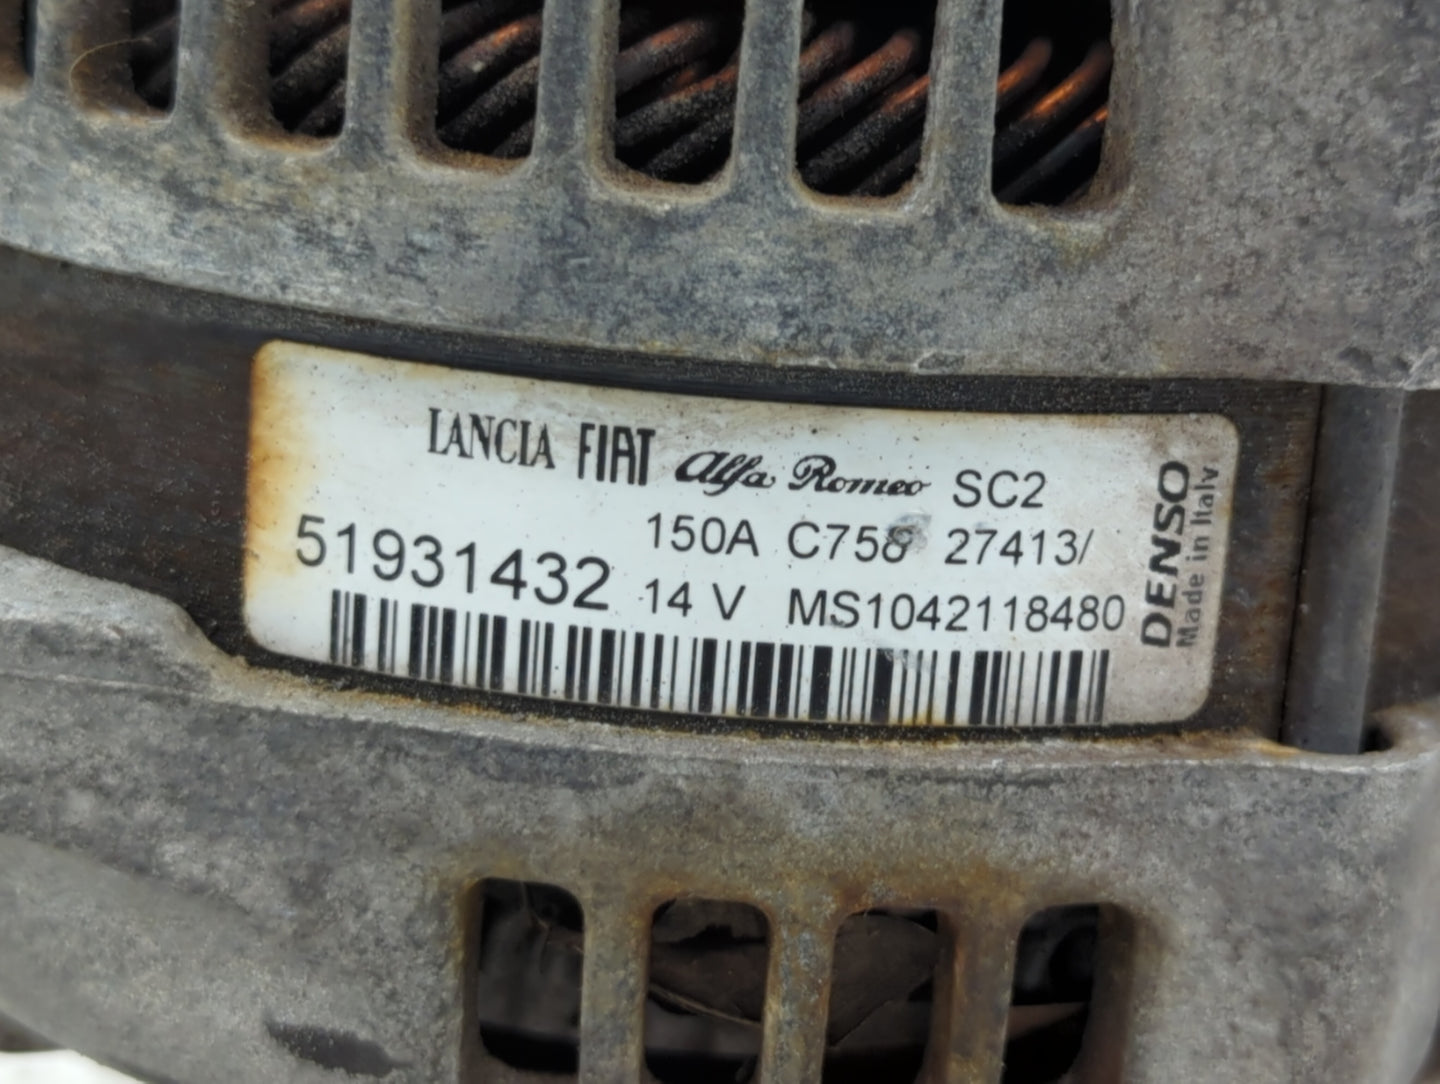 LANCIA FIAT Alfa Romeo SC2
51931432 150A C758 27413/
14 V MS1042118480
DENSO
Made in Italy